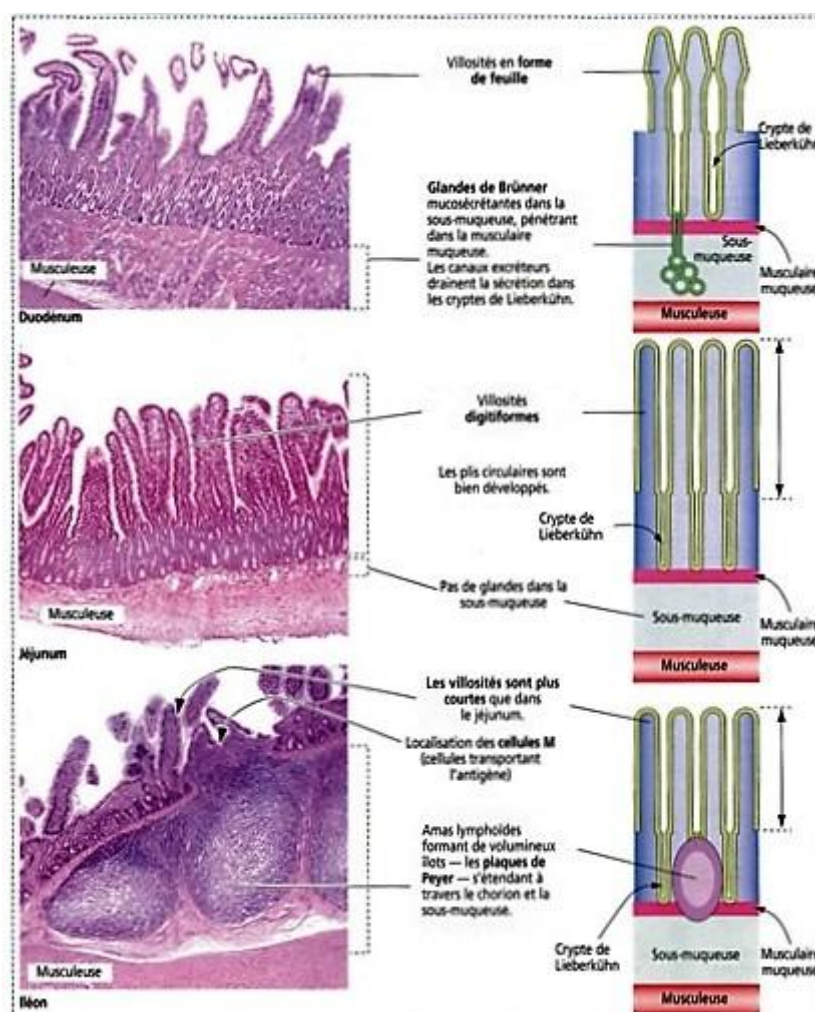 Villosités en forme
de feuille
Crypte de
Lieberkühn
Glandes de Brünner
mucosécrétantes dans la
sous-muqueuse, pénétrant
dans la musculaire
muqueuse.
Les canaux excréteurs
drainent la sécrétion dans
les cryptes de Lieberkühn.
Sous-
muqueuse
Musculaire
muqueuse
Musculeuse
Musculeuse
Duodénum
Villosités
digitiformes
Les plis circulaires sont
bien développés.
Crypte de
Lieberkühn
Pas de glandes dans la
sous-muqueuse
Sous-muqueuse
Musculaire
muqueuse
Musculeuse
Musculeuse
Jéjunum
Les villosités sont plus
courtes que dans
le jéjunum.
Localisation des cellules M
(cellules transportant
l'antigène)
Amas lymphoïdes
formant de volumineux
îlots — les plaques de
Peyer — s'étendant à
travers le chorion et la
sous-muqueuse.
Crypte de
Lieberkühn
Sous-muqueuse
Musculaire
muqueuse
Musculeuse
Musculeuse
Iléon